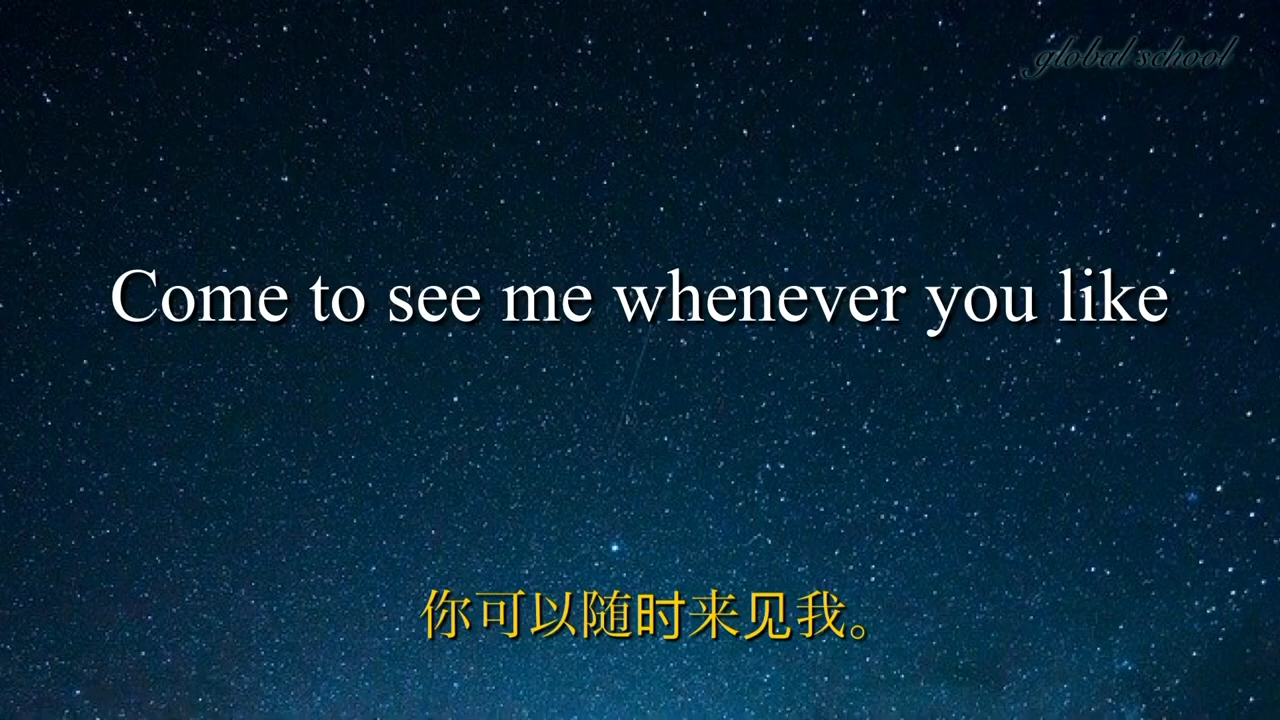 global school
Come to see me whenever you like
你可以随时来见我。